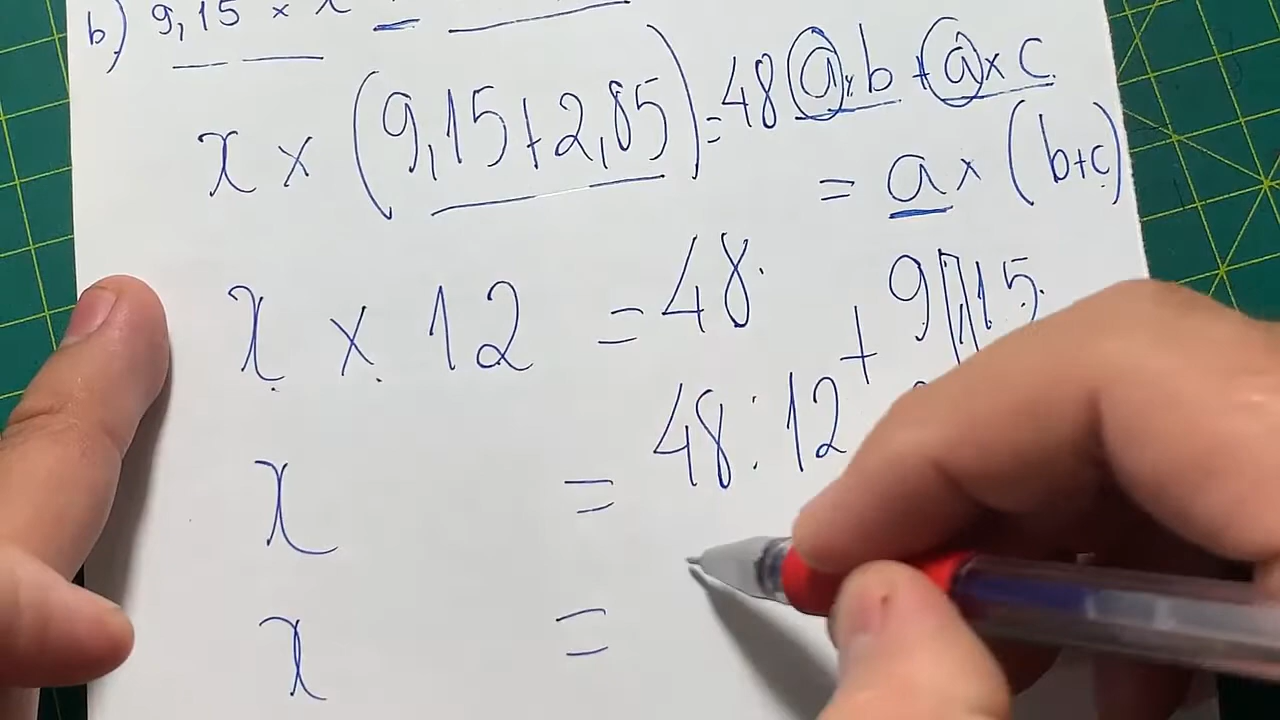 b) 9,15 × x
x × (9,15+2,85) = 48
a × b + a × c
= a × (b+c)
x × 12 = 48
+ 9,15
x = 48 : 12
x =